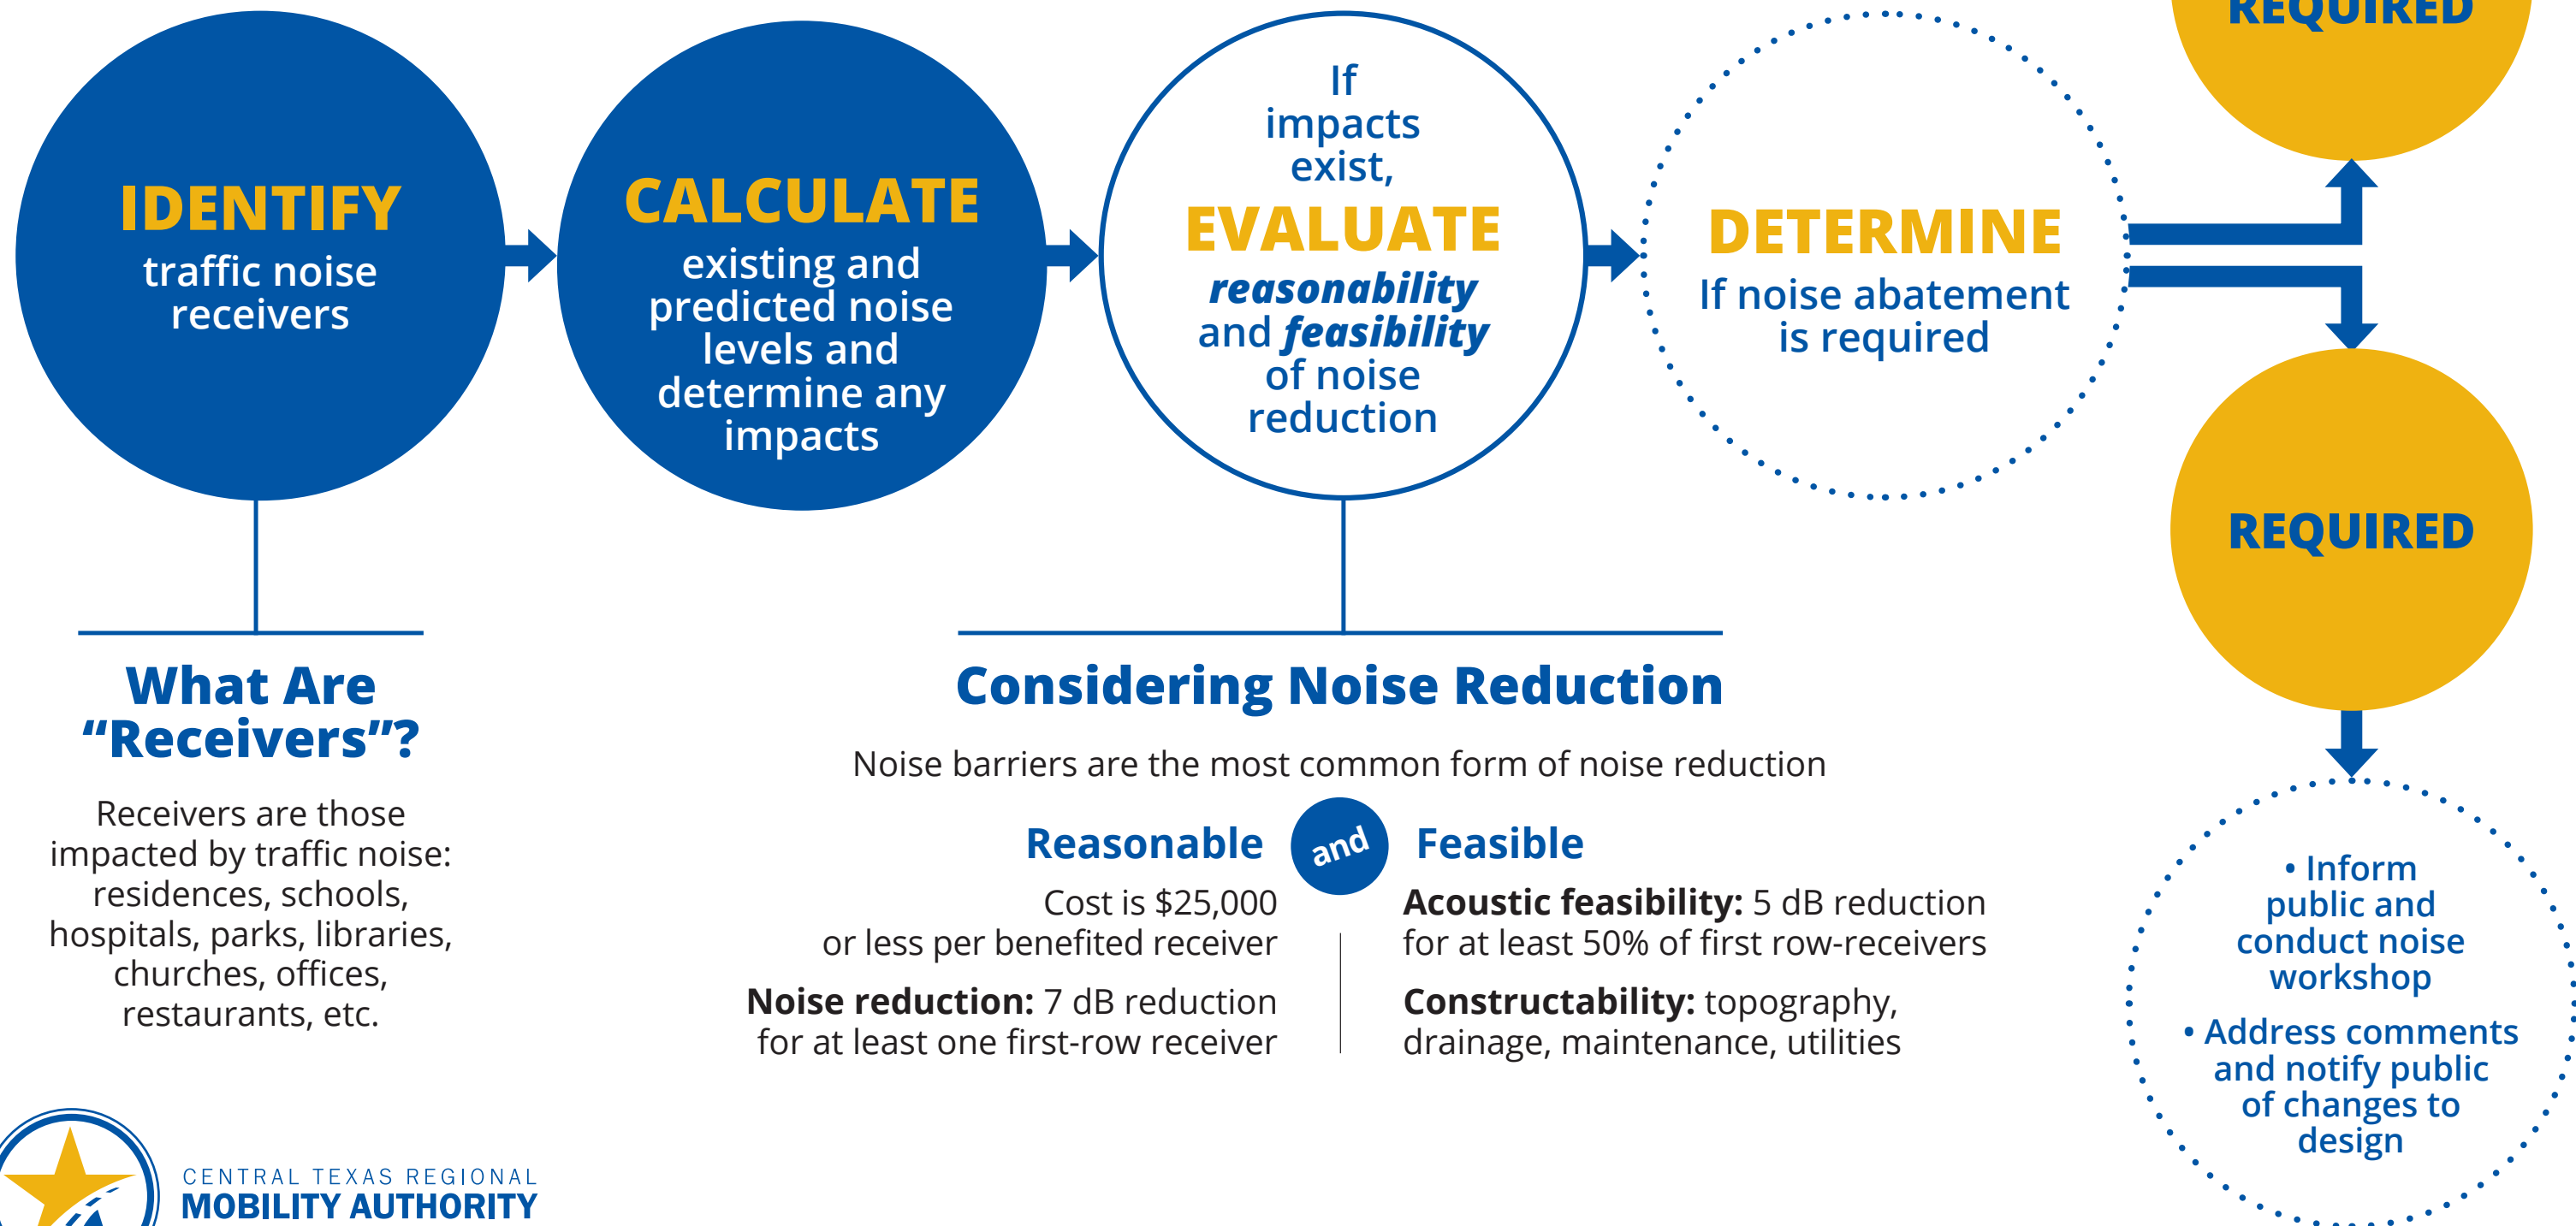 IDENTIFY
traffic noise
receivers
CALCULATE
existing and
predicted noise
levels and
determine any
impacts
If
impacts
exist,
EVALUATE
reasonability
and feasibility
of noise
reduction
DETERMINE
If noise abatement
is required
REQUIRED
REQUIRED
• Inform
public and
conduct noise
workshop
• Address comments
and notify public
of changes to
design
What Are
“Receivers”?
Receivers are those
impacted by traffic noise:
residences, schools,
hospitals, parks, libraries,
churches, offices,
restaurants, etc.
Considering Noise Reduction
Noise barriers are the most common form of noise reduction
Reasonable
and
Feasible
Cost is $25,000
or less per benefited receiver
Noise reduction: 7 dB reduction
for at least one first-row receiver
Acoustic feasibility: 5 dB reduction
for at least 50% of first row-receivers
Constructability: topography,
drainage, maintenance, utilities
CENTRAL TEXAS REGIONAL
MOBILITY AUTHORITY